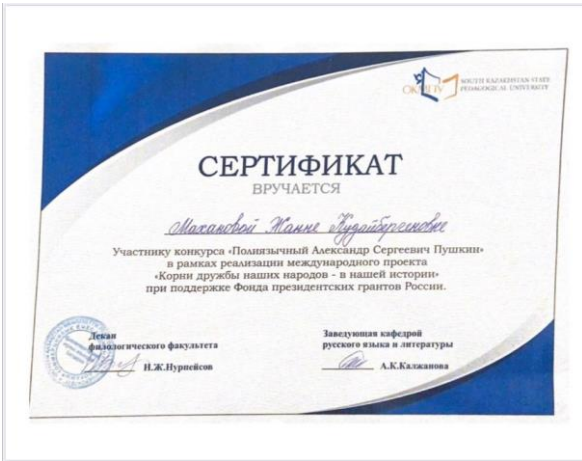 ОКМПУ
SOUTH KAZAKHSTAN STATE
PEDAGOGICAL UNIVERSITY
СЕРТИФИКАТ
ВРУЧАЕТСЯ
Махановой Жанне Кудайбергеновне
Участнику конкурса «Полиязычный Александр Сергеевич Пушкин»
в рамках реализации международного проекта
«Корни дружбы наших народов - в нашей истории»
при поддержке Фонда президентских грантов России.
Декан
филологического факультета
Н.Ж.Нурпейсов
Заведующая кафедрой
русского языка и литературы
А.К.Калжанова